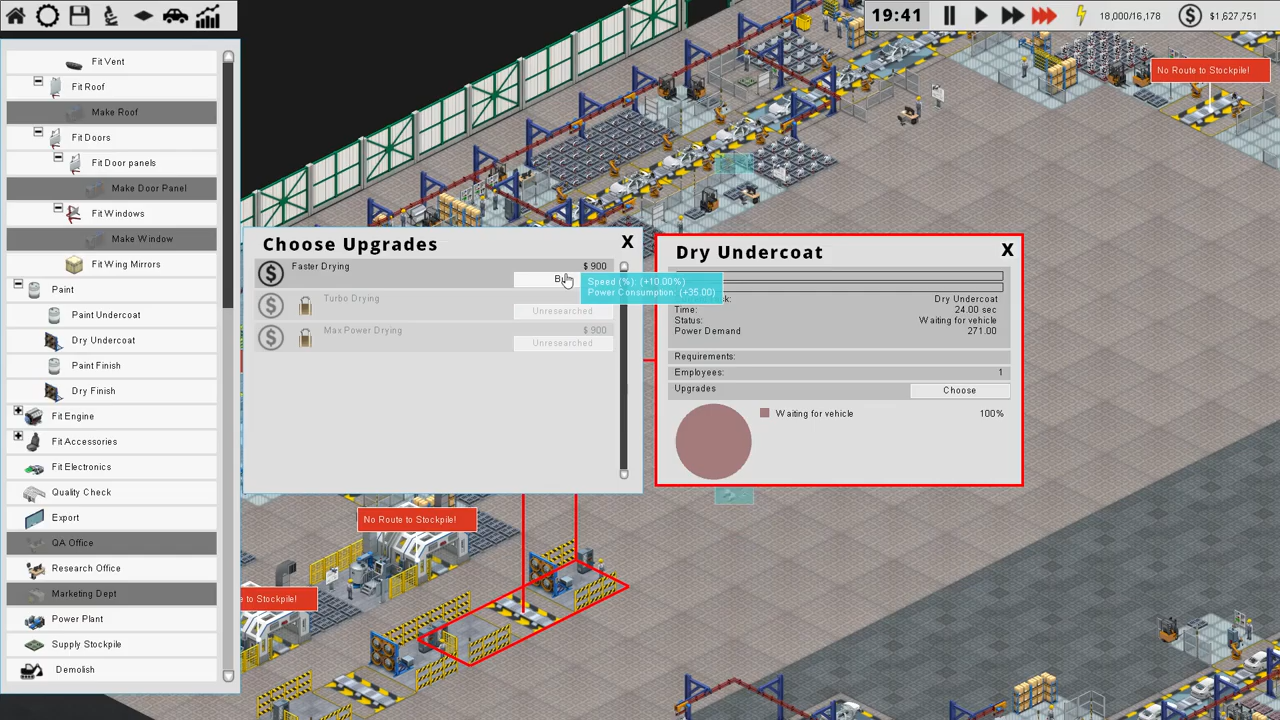 19:41
18,000/16,178
$1,627,751
Fit Vent
Fit Roof
Make Roof
Fit Doors
Fit Door panels
Make Door Panel
Fit Windows
Make Window
Fit Wing Mirrors
Paint
Paint Undercoat
Dry Undercoat
Paint Finish
Dry Finish
Fit Engine
Fit Accessories
Fit Electronics
Quality Check
Export
QA Office
Research Office
Marketing Dept
Power Plant
Supply Stockpile
Demolish
No Route to Stockpile!
Choose Upgrades
X
Faster Drying
$ 900
Speed (%): (+10.00%)
Power Consumption: (+35.00)
Turbo Drying
Unresearched
Max Power Drying
$ 900
Unresearched
Dry Undercoat
X
Dry Undercoat
Time:
24.00 sec
Status:
Waiting for vehicle
Power Demand
271.00
Requirements:
Employees:
1
Upgrades
Choose
Waiting for vehicle
100%
No Route to Stockpile!
to Stockpile!